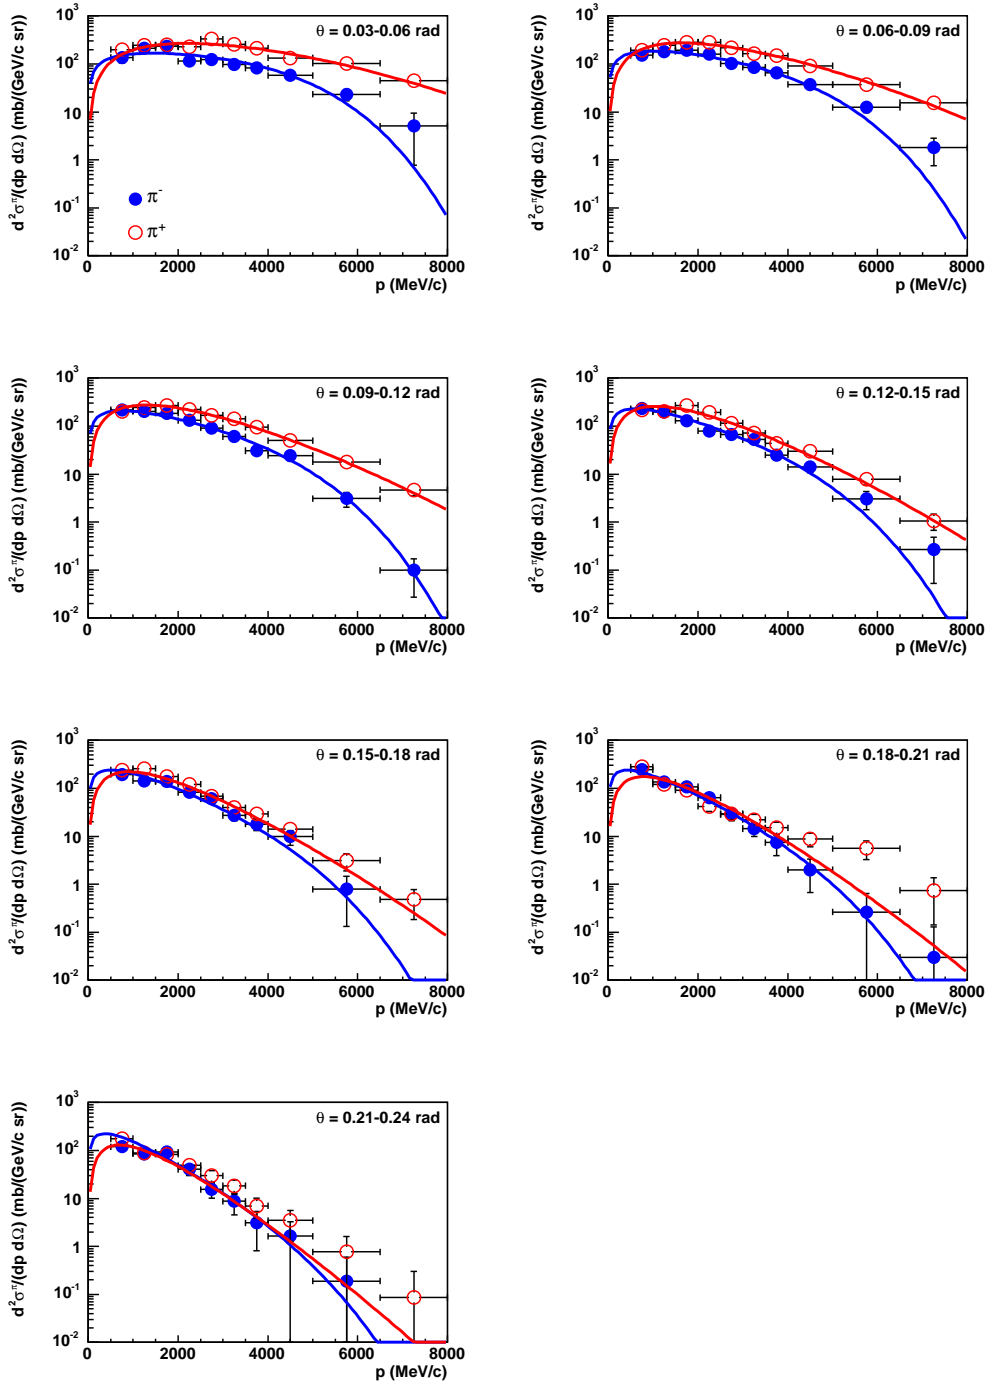 θ = 0.03-0.06 rad
d²σ^π/(dp dΩ) (mb/(GeV/c sr))
10³
10²
10
1
10⁻¹
10⁻²
π⁻
π⁺
0 2000 4000 6000 8000
p (MeV/c)
θ = 0.06-0.09 rad
d²σ^π/(dp dΩ) (mb/(GeV/c sr))
10³
10²
10
1
10⁻¹
10⁻²
0 2000 4000 6000 8000
p (MeV/c)
θ = 0.09-0.12 rad
d²σ^π/(dp dΩ) (mb/(GeV/c sr))
10³
10²
10
1
10⁻¹
10⁻²
0 2000 4000 6000 8000
p (MeV/c)
θ = 0.12-0.15 rad
d²σ^π/(dp dΩ) (mb/(GeV/c sr))
10³
10²
10
1
10⁻¹
10⁻²
0 2000 4000 6000 8000
p (MeV/c)
θ = 0.15-0.18 rad
d²σ^π/(dp dΩ) (mb/(GeV/c sr))
10³
10²
10
1
10⁻¹
10⁻²
0 2000 4000 6000 8000
p (MeV/c)
θ = 0.18-0.21 rad
d²σ^π/(dp dΩ) (mb/(GeV/c sr))
10³
10²
10
1
10⁻¹
10⁻²
0 2000 4000 6000 8000
p (MeV/c)
θ = 0.21-0.24 rad
d²σ^π/(dp dΩ) (mb/(GeV/c sr))
10³
10²
10
1
10⁻¹
10⁻²
0 2000 4000 6000 8000
p (MeV/c)